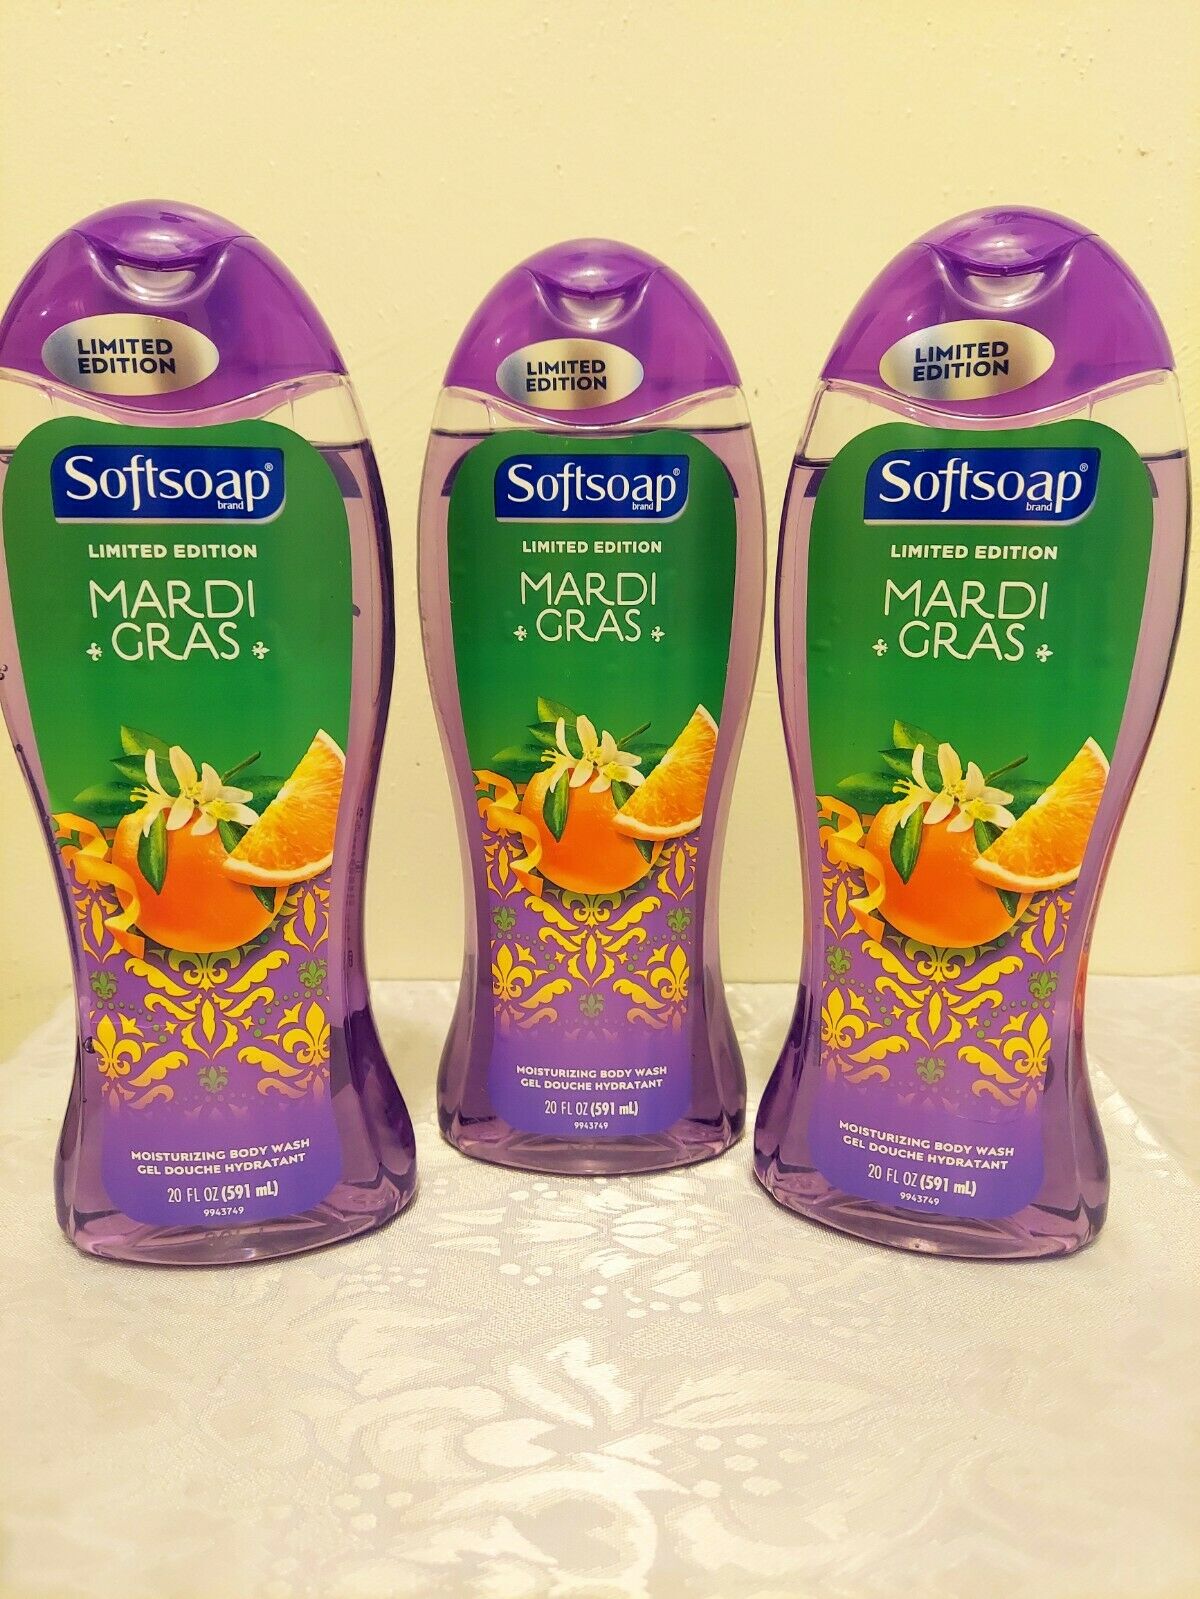 LIMITED
EDITION
Softsoap®
brand
LIMITED EDITION
MARDI
GRAS
MOISTURIZING BODY WASH
GEL DOUCHE HYDRATANT
20 FL OZ (591 mL)
9943749
LIMITED
EDITION
Softsoap®
brand
LIMITED EDITION
MARDI
GRAS
MOISTURIZING BODY WASH
GEL DOUCHE HYDRATANT
20 FL OZ (591 mL)
9943749
LIMITED
EDITION
Softsoap®
brand
LIMITED EDITION
MARDI
GRAS
MOISTURIZING BODY WASH
GEL DOUCHE HYDRATANT
20 FL OZ (591 mL)
9943749